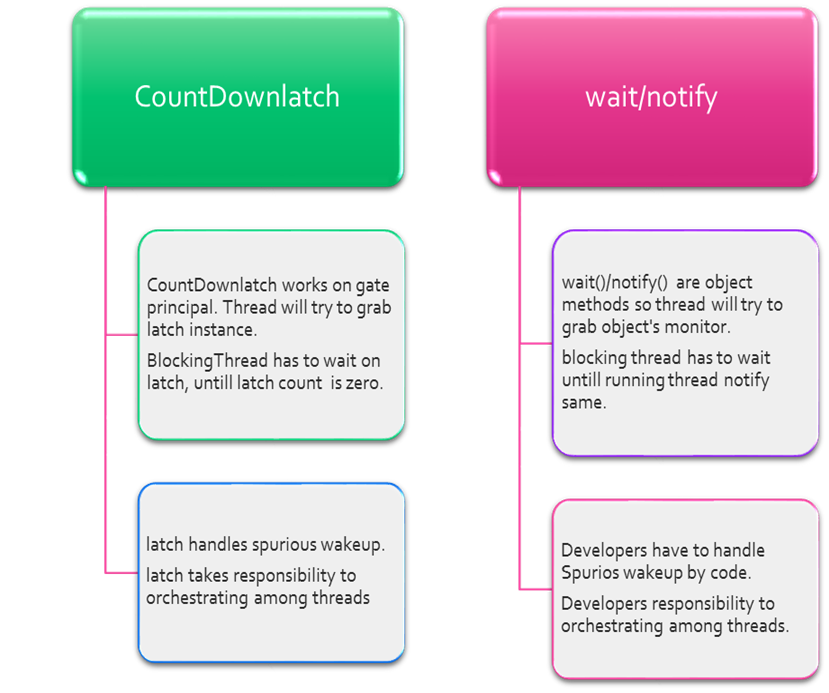 CountDownlatch
CountDownlatch works on gate
principal. Thread will try to grab
latch instance.
BlockingThread has to wait on
latch, untill latch count is zero.
latch handles spurious wakeup.
latch takes responsibility to
orchestrating among threads
wait/notify
wait()/notify() are object
methods so thread will try to
grab object's monitor.
blocking thread has to wait
untill running thread notify
same.
Developers have to handle
Spurios wakeup by code.
Developers responsibility to
orchestrating among threads.